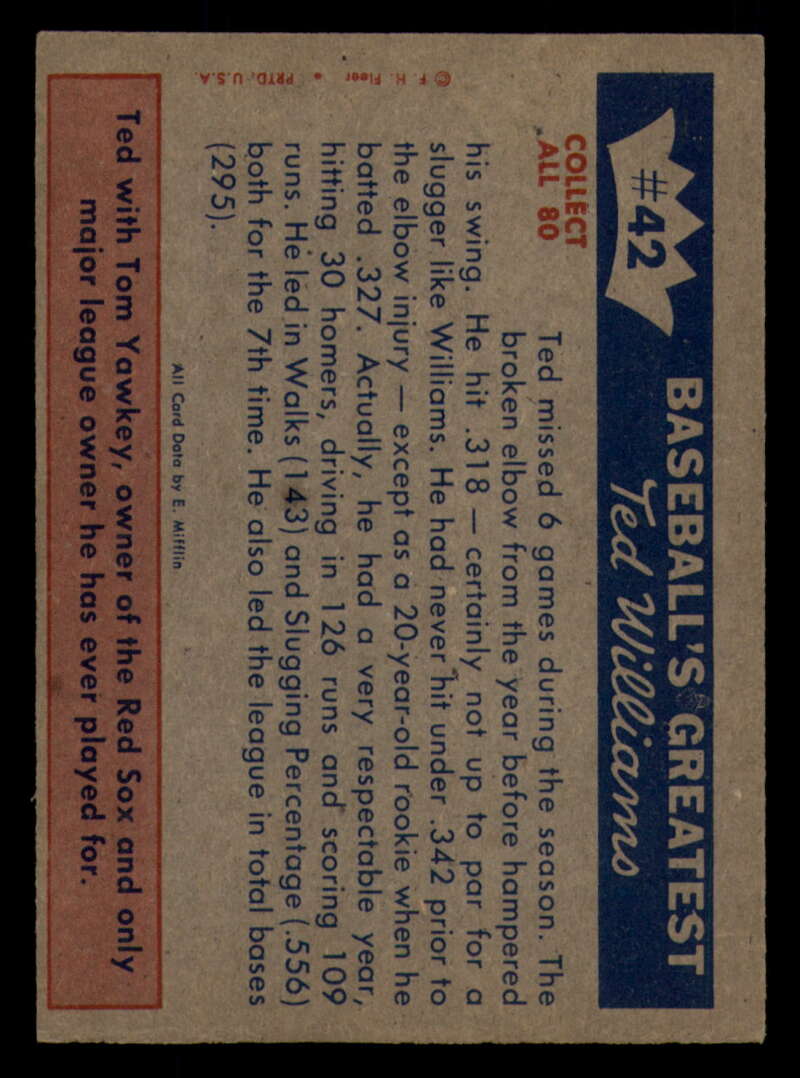 #42
BASEBALL'S GREATEST
Ted Williams
COLLECT
ALL 80
Ted missed 6 games during the season. The
broken elbow from the year before hampered
his swing. He hit .318 — certainly not up to par for a
slugger like Williams. He had never hit under .342 prior to
the elbow injury — except as a 20-year-old rookie when he
batted .327. Actually, he had a very respectable year,
hitting 30 homers, driving in 126 runs and scoring 109
runs. He led in Walks (143) and Slugging Percentage (.556)
both for the 7th time. He also led the league in total bases
(295).
All Card Data by E. Mifflin
© F. H. Fleer • PRTD. U.S.A.
Ted with Tom Yawkey, owner of the Red Sox and only
major league owner he has ever played for.